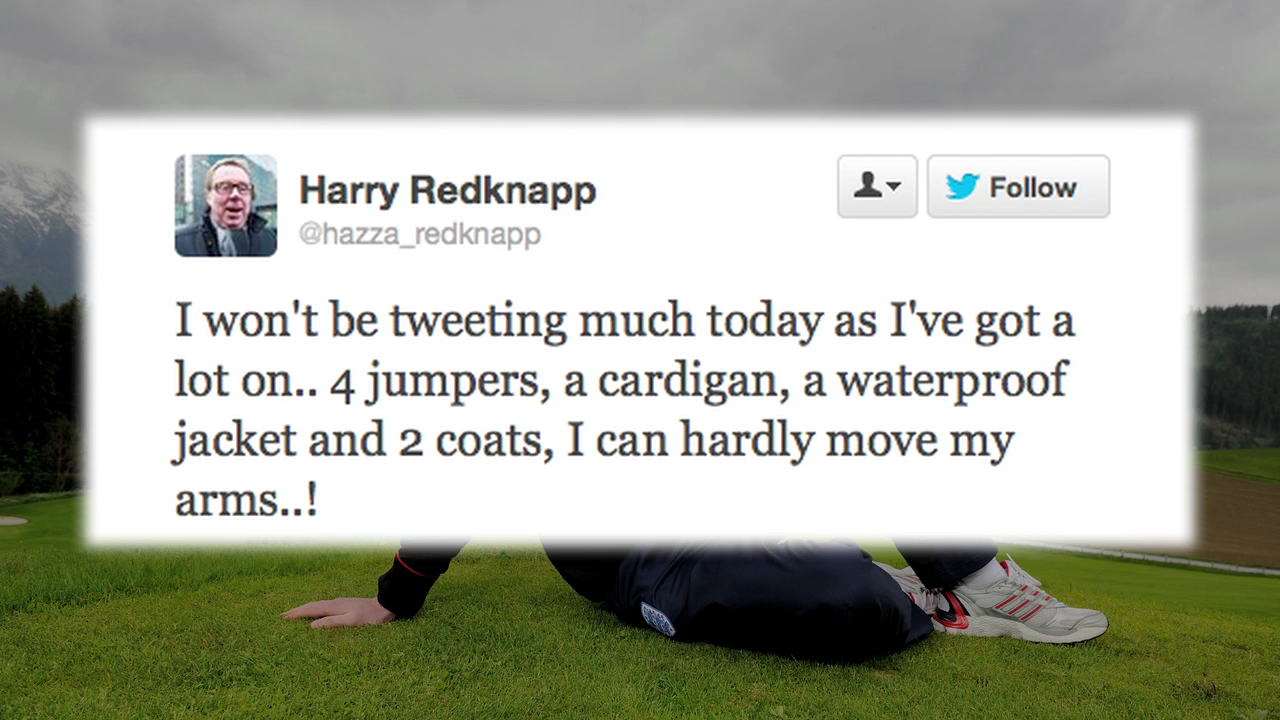 Harry Redknapp
@hazza_redknapp
Follow
I won't be tweeting much today as I've got a
lot on.. 4 jumpers, a cardigan, a waterproof
jacket and 2 coats, I can hardly move my
arms..!